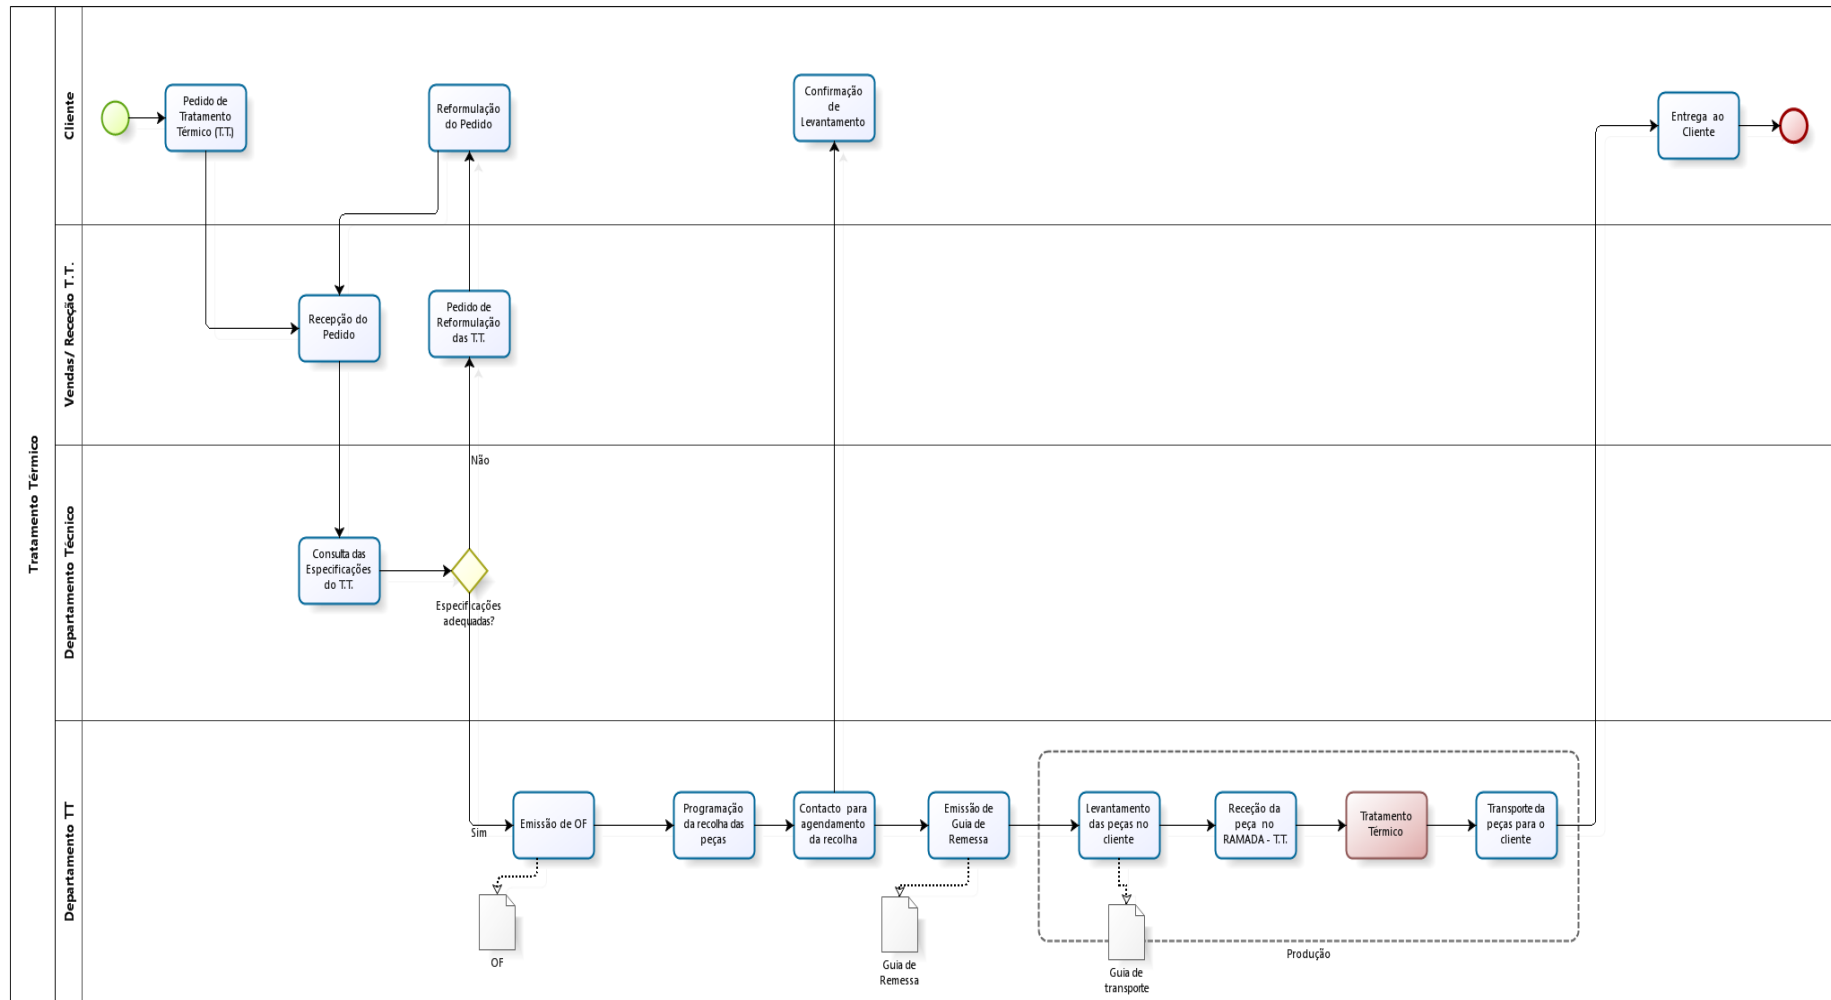 Tratamento Térmico
Cliente
Pedido de
Tratamento
Térmico (T.T.)
Reformulação
do Pedido
Confirmação
de
Levantamento
Entrega ao
Cliente
Vendas/ Receção T.T.
Recepção do
Pedido
Pedido de
Reformulação
das T.T.
Departamento Técnico
Não
Consulta das
Especificações
do T.T.
Especificações
adequadas?
Departamento TT
Sim
Emissão de OF
Programação
da recolha das
peças
Contacto para
agendamento
da recolha
Emissão de
Guia de
Remessa
Levantamento
das peças no
cliente
Receção da
peça no
RAMADA - T.T.
Tratamento
Térmico
Transporte da
peças para o
cliente
OF
Guia de
Remessa
Guia de
transporte
Produção